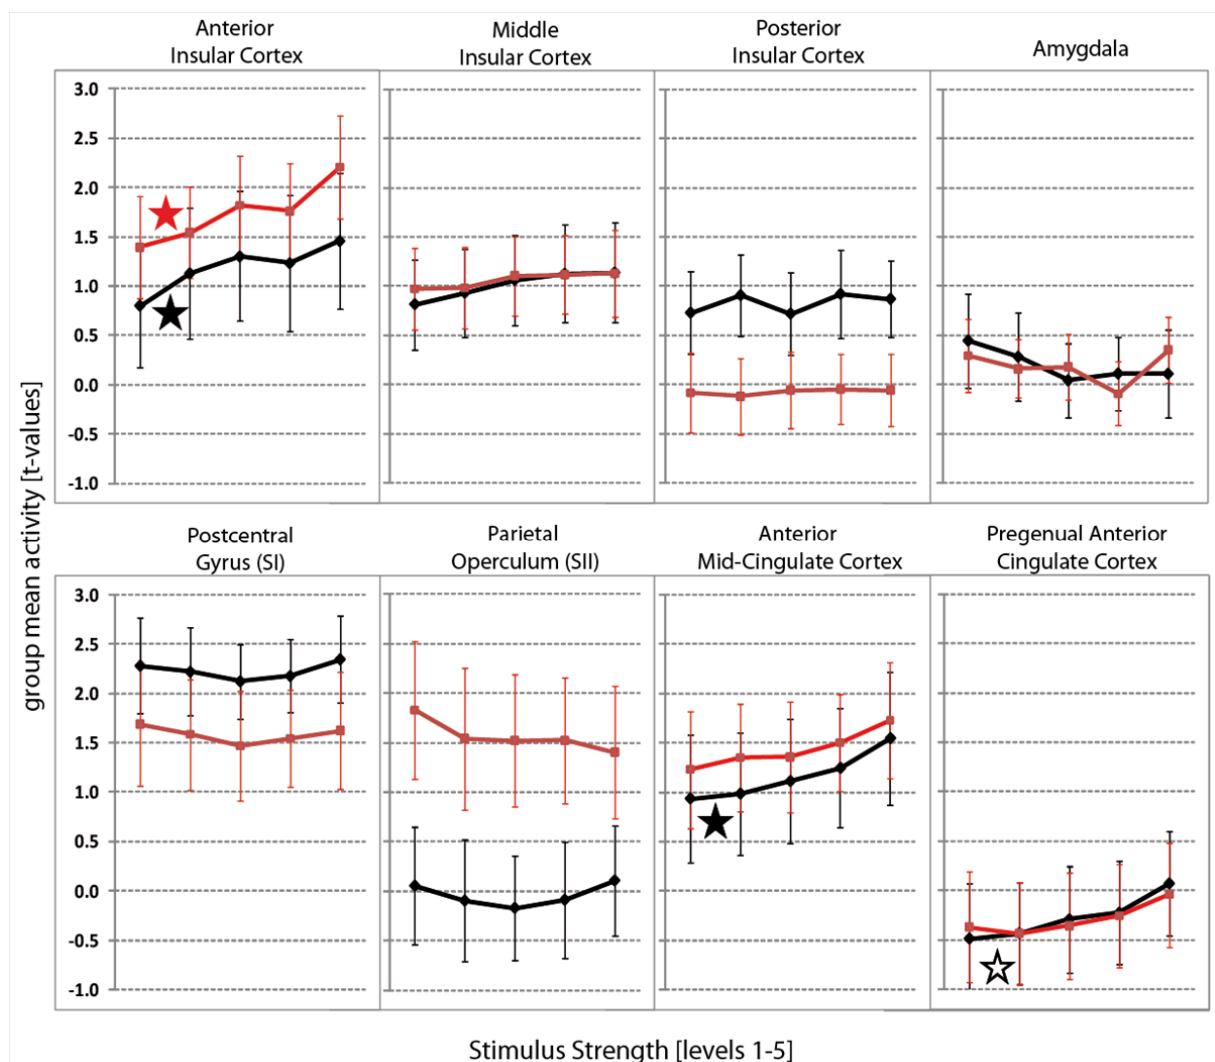 Anterior
Insular Cortex
Middle
Insular Cortex
Posterior
Insular Cortex
Amygdala
3.0
2.5
2.0
1.5
1.0
0.5
0.0
-0.5
-1.0
group mean activity [t-values]
Postcentral
Gyrus (SI)
Parietal
Operculum (SII)
Anterior
Mid-Cingulate Cortex
Pregenual Anterior
Cingulate Cortex
3.0
2.5
2.0
1.5
1.0
0.5
0.0
-0.5
-1.0
Stimulus Strength [levels 1-5]